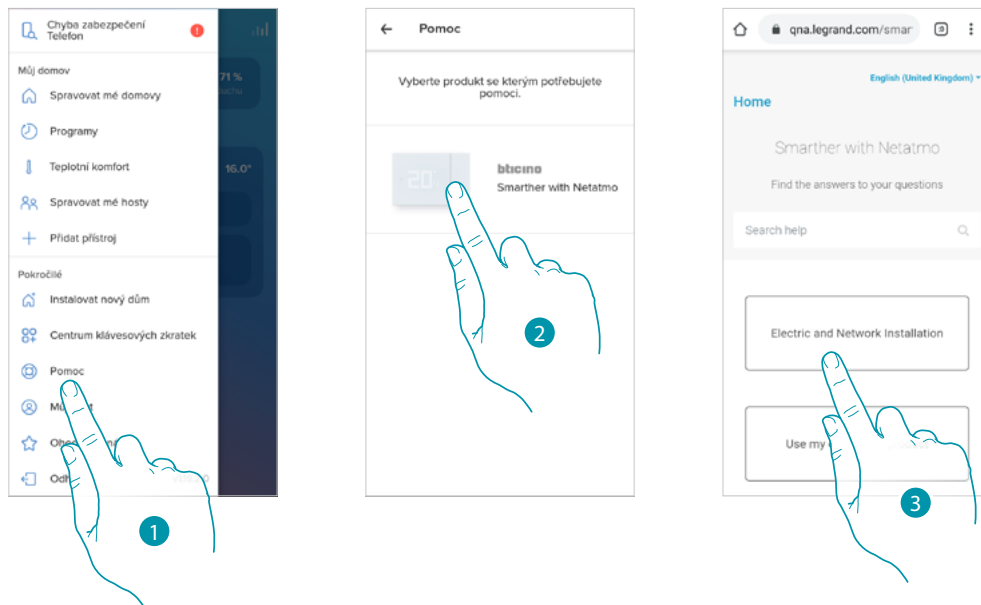 Chyba zabezpečení
Telefon
!
71 %
Můj domov
Spravovat mé domovy
Programy
Teplotní komfort
16.0°
Spravovat mé hosty
Přidat přístroj
Pokročilé
Instalovat nový dům
Centrum klávesových zkratek
Pomoc
1
Pomoc
Vyberte produkt se kterým potřebujete
pomoci.
20
bticino
Smarther with Netatmo
2
qna.legrand.com/smar
English (United Kingdom)
Home
Smarther with Netatmo
Find the answers to your questions
Search help
Electric and Network Installation
Use my
3